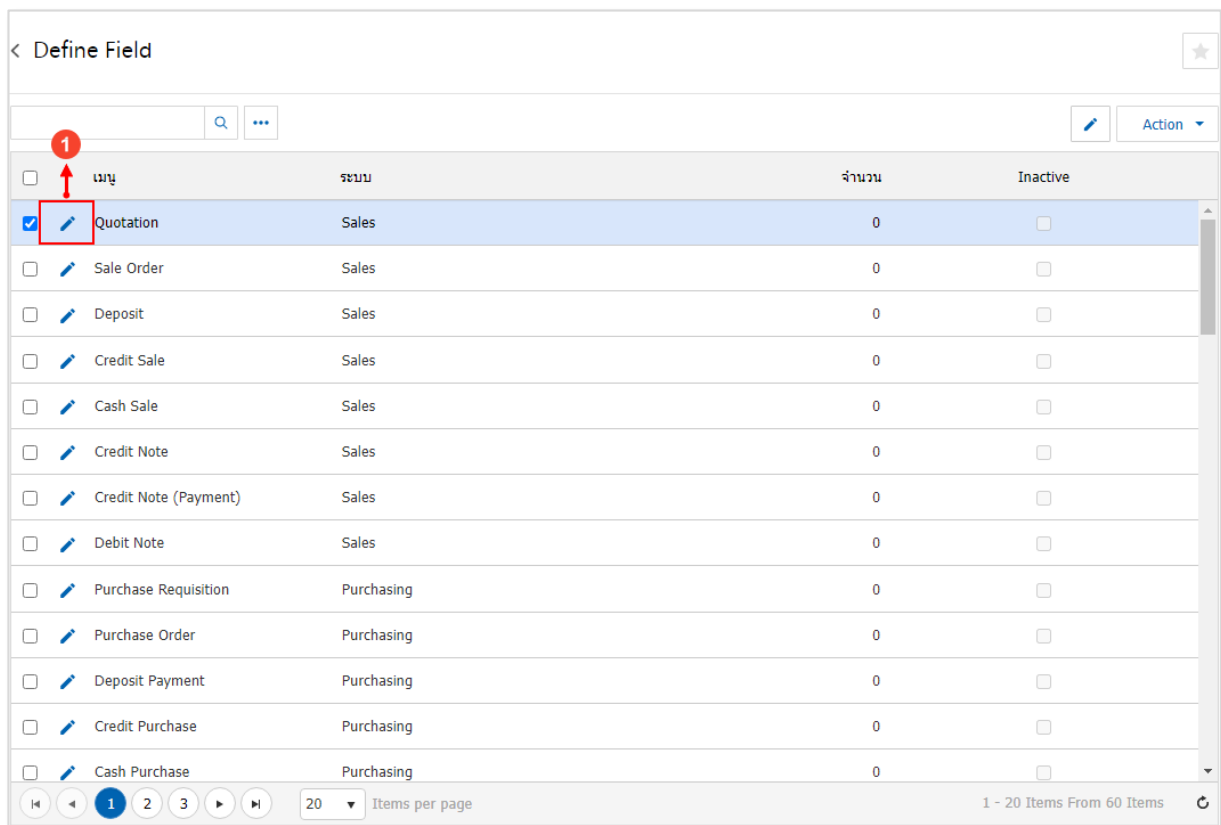 Define Field
Action
1
เมนู ระบบ จำนวน Inactive
Quotation Sales 0
Sale Order Sales 0
Deposit Sales 0
Credit Sale Sales 0
Cash Sale Sales 0
Credit Note Sales 0
Credit Note (Payment) Sales 0
Debit Note Sales 0
Purchase Requisition Purchasing 0
Purchase Order Purchasing 0
Deposit Payment Purchasing 0
Credit Purchase Purchasing 0
Cash Purchase Purchasing 0
1 2 3 20 Items per page 1 - 20 Items From 60 Items